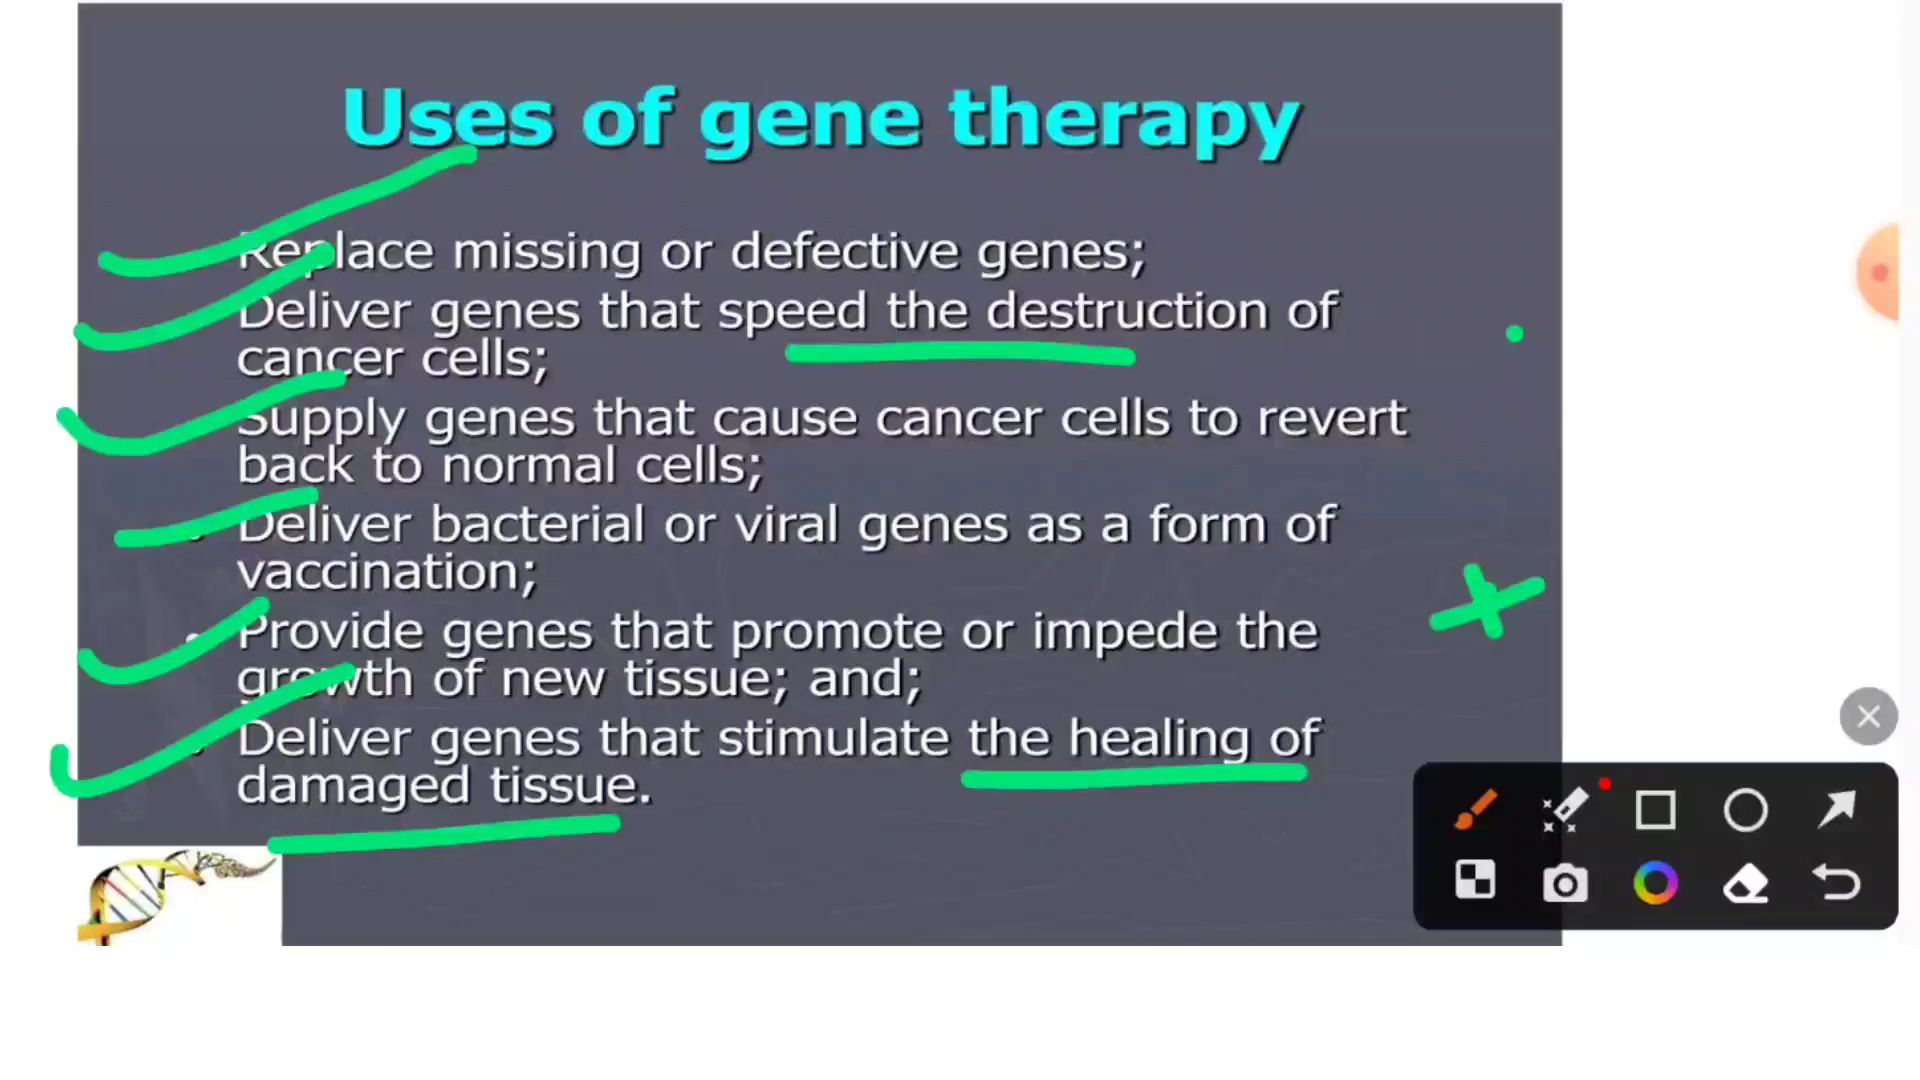 Uses of gene therapy
Replace missing or defective genes;
Deliver genes that speed the destruction of
cancer cells;
Supply genes that cause cancer cells to revert
back to normal cells;
Deliver bacterial or viral genes as a form of
vaccination;
Provide genes that promote or impede the
growth of new tissue; and;
Deliver genes that stimulate the healing of
damaged tissue.